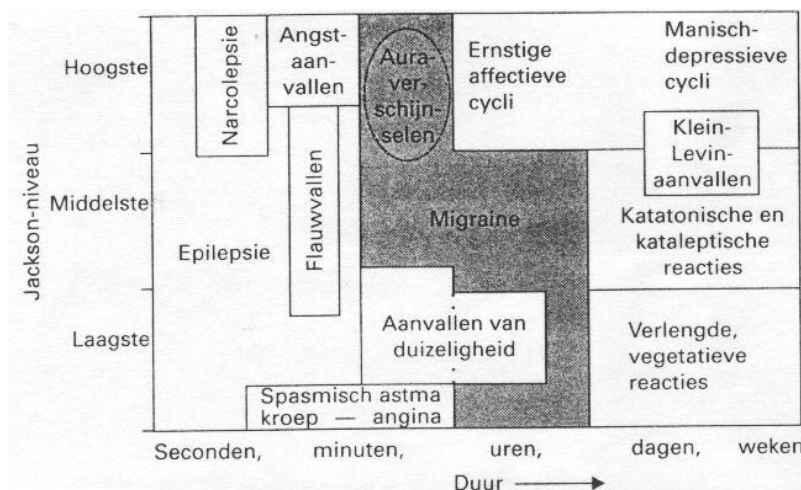 Jackson-niveau
Hoogste
Middelste
Laagste
Narcolepsie
Angst-
aan-
vallen
Aura-
ver-
schijn-
selen
Ernstige
affectieve
cycli
Manisch-
depressieve
cycli
Klein-
Levin-
aanvallen
Epilepsie
Flauwvallen
Migraine
Katatonische en
kataleptische
reacties
Aanvallen van
duizeligheid
Verlengde,
vegetatieve
reacties
Spasmisch astma
kroep — angina
Seconden, minuten, uren, dagen, weken
Duur